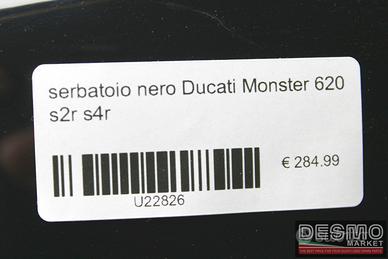 serbatoio nero Ducati Monster 620
s2r s4r
€ 284.99
U22826
DESMO
MARKET